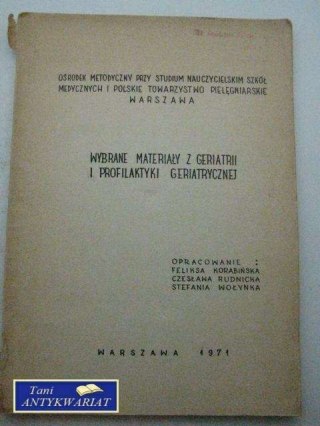 OŚRODEK METODYCZNY PRZY STUDIUM NAUCZYCIELSKIM SZKÓŁ
MEDYCZNYCH I POLSKIE TOWARZYSTWO PIELĘGNIARSKIE
WARSZAWA
WYBRANE MATERIAŁY Z GERIATRII
I PROFILAKTYKI GERIATRYCZNEJ
OPRACOWANIE :
FELIKSA KORABIŃSKA
CZESŁAWA RUDNICKA
STEFANIA WOŁYNKA
WARSZAWA 1971
Tani
ANTYKWARIAT